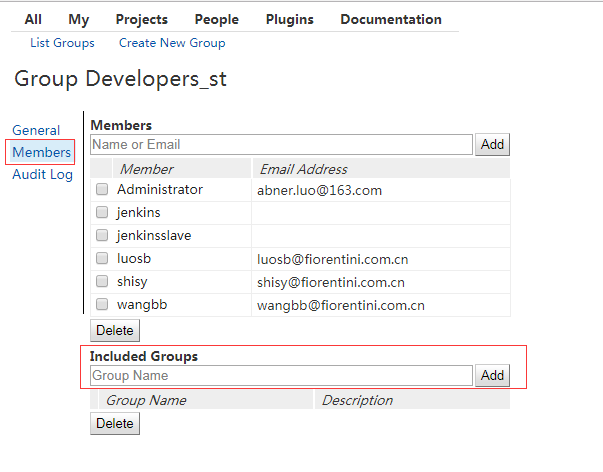 All My Projects People Plugins Documentation
List Groups Create New Group
Group Developers_st
General
Members
Audit Log
Members
Name or Email Add
Member Email Address
Administrator abner.luo@163.com
jenkins
jenkinsslave
luosb luosb@fiorentini.com.cn
shisy shisy@fiorentini.com.cn
wangbb wangbb@fiorentini.com.cn
Delete
Included Groups
Group Name Add
Group Name Description
Delete